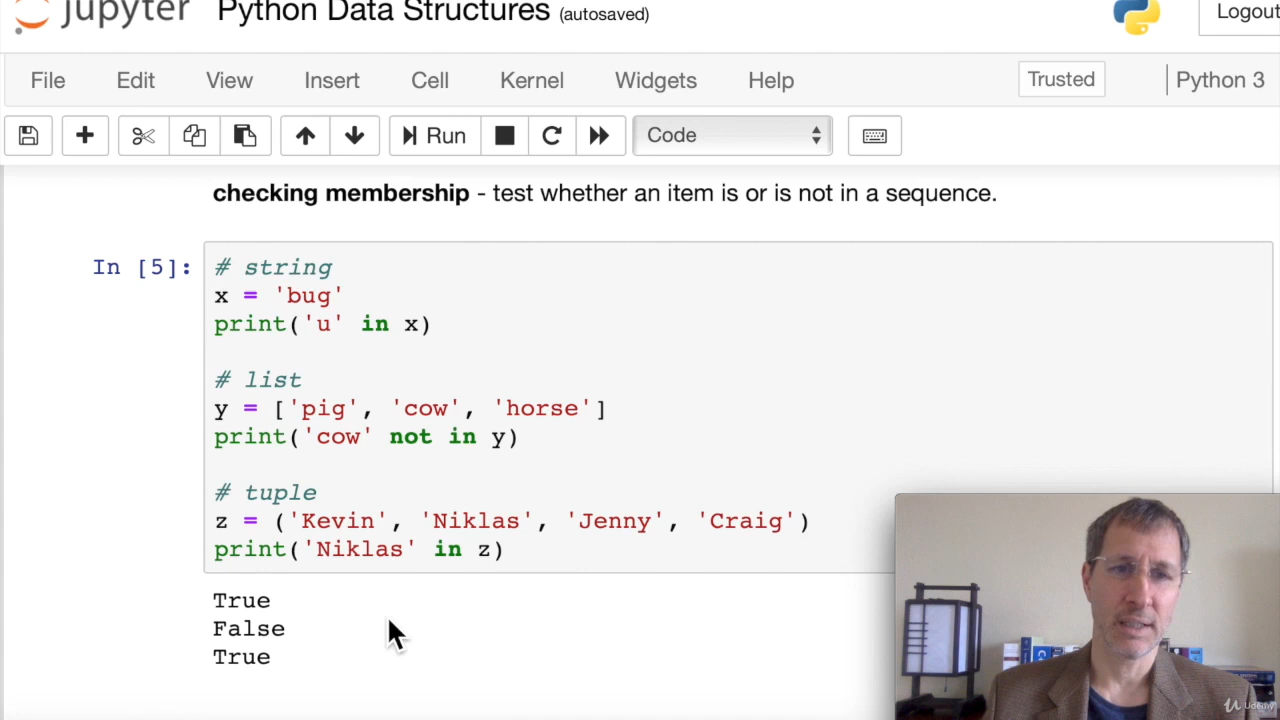 jupyter Python Data Structures (autosaved) Logout
File Edit View Insert Cell Kernel Widgets Help Trusted Python 3
Run Code
checking membership - test whether an item is or is not in a sequence.
In [5]: # string
x = 'bug'
print('u' in x)
# list
y = ['pig', 'cow', 'horse']
print('cow' not in y)
# tuple
z = ('Kevin', 'Niklas', 'Jenny', 'Craig')
print('Niklas' in z)
True
False
True
Udemy